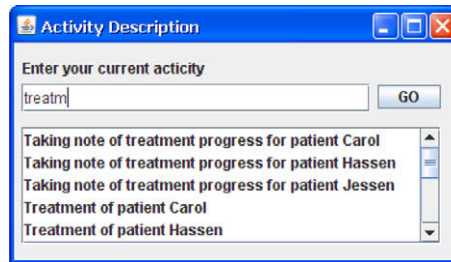 Activity Description
Enter your current acticity
treatm
GO
Taking note of treatment progress for patient Carol
Taking note of treatment progress for patient Hassen
Taking note of treatment progress for patient Jessen
Treatment of patient Carol
Treatment of patient Hassen